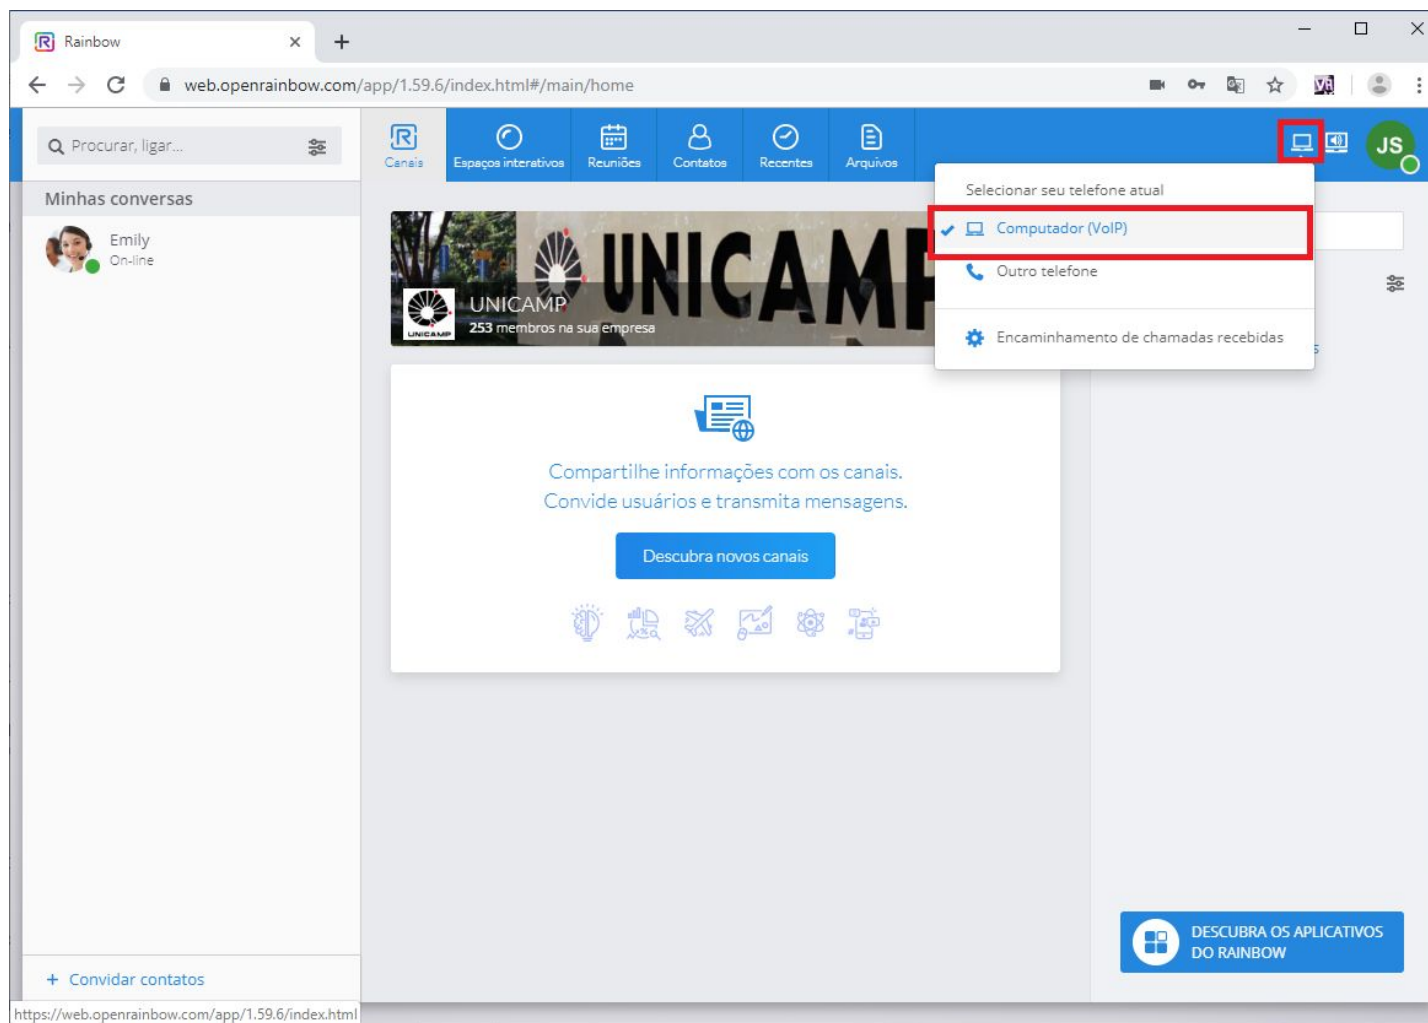 Rainbow
web.openrainbow.com/app/1.59.6/index.html#/main/home
Procurar, ligar...
Canais
Espaços interativos
Reuniões
Contatos
Recentes
Arquivos
JS
Minhas conversas
Emily
On-line
Selecionar seu telefone atual
Computador (VoIP)
Outro telefone
Encaminhamento de chamadas recebidas
s
UNICAMP
UNICAMP
UNICAMP
253 membros na sua empresa
Compartilhe informações com os canais.
Convide usuários e transmita mensagens.
Descubra novos canais
DESCUBRA OS APLICATIVOS
DO RAINBOW
+ Convidar contatos
https://web.openrainbow.com/app/1.59.6/index.html